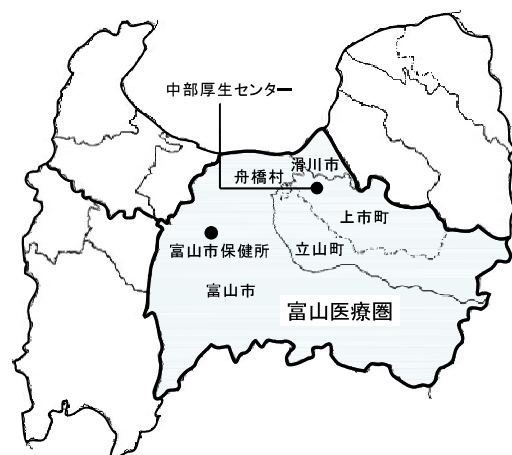 中部厚生センター
滑川市
舟橋村
上市町
立山町
富山市保健所
富山市
富山医療圏